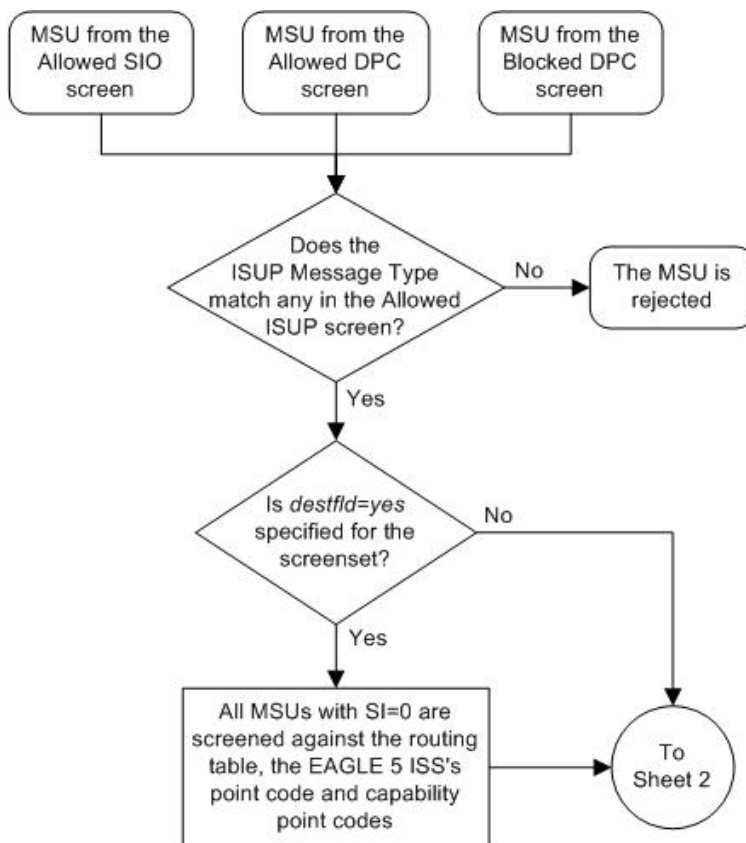 MSU from the
Allowed SIO
screen
MSU from the
Allowed DPC
screen
MSU from the
Blocked DPC
screen
Does the
ISUP Message Type
match any in the Allowed
ISUP screen?
No
The MSU is
rejected
Yes
Is destfld=yes
specified for the
screenset?
No
Yes
All MSUs with SI=0 are
screened against the routing
table, the EAGLE 5 ISS's
point code and capability
point codes
To
Sheet 2